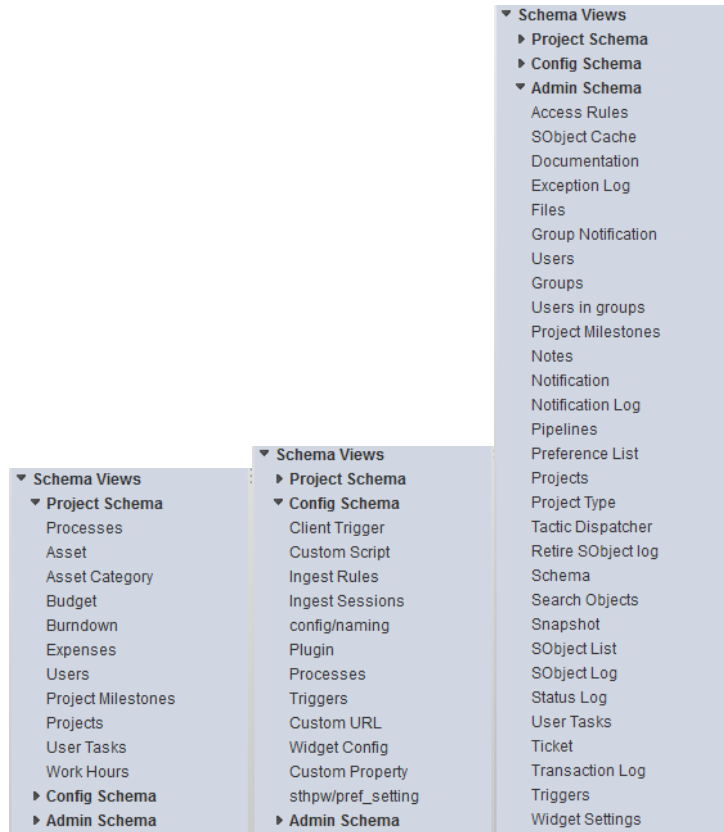 Schema Views
Project Schema
Processes
Asset
Asset Category
Budget
Burndown
Expenses
Users
Project Milestones
Projects
User Tasks
Work Hours
Config Schema
Admin Schema
Schema Views
Project Schema
Config Schema
Client Trigger
Custom Script
Ingest Rules
Ingest Sessions
config/naming
Plugin
Processes
Triggers
Custom URL
Widget Config
Custom Property
sthpw/pref_setting
Admin Schema
Schema Views
Project Schema
Config Schema
Admin Schema
Access Rules
SObject Cache
Documentation
Exception Log
Files
Group Notification
Users
Groups
Users in groups
Project Milestones
Notes
Notification
Notification Log
Pipelines
Preference List
Projects
Project Type
Tactic Dispatcher
Retire SObject log
Schema
Search Objects
Snapshot
SObject List
SObject Log
Status Log
User Tasks
Ticket
Transaction Log
Triggers
Widget Settings